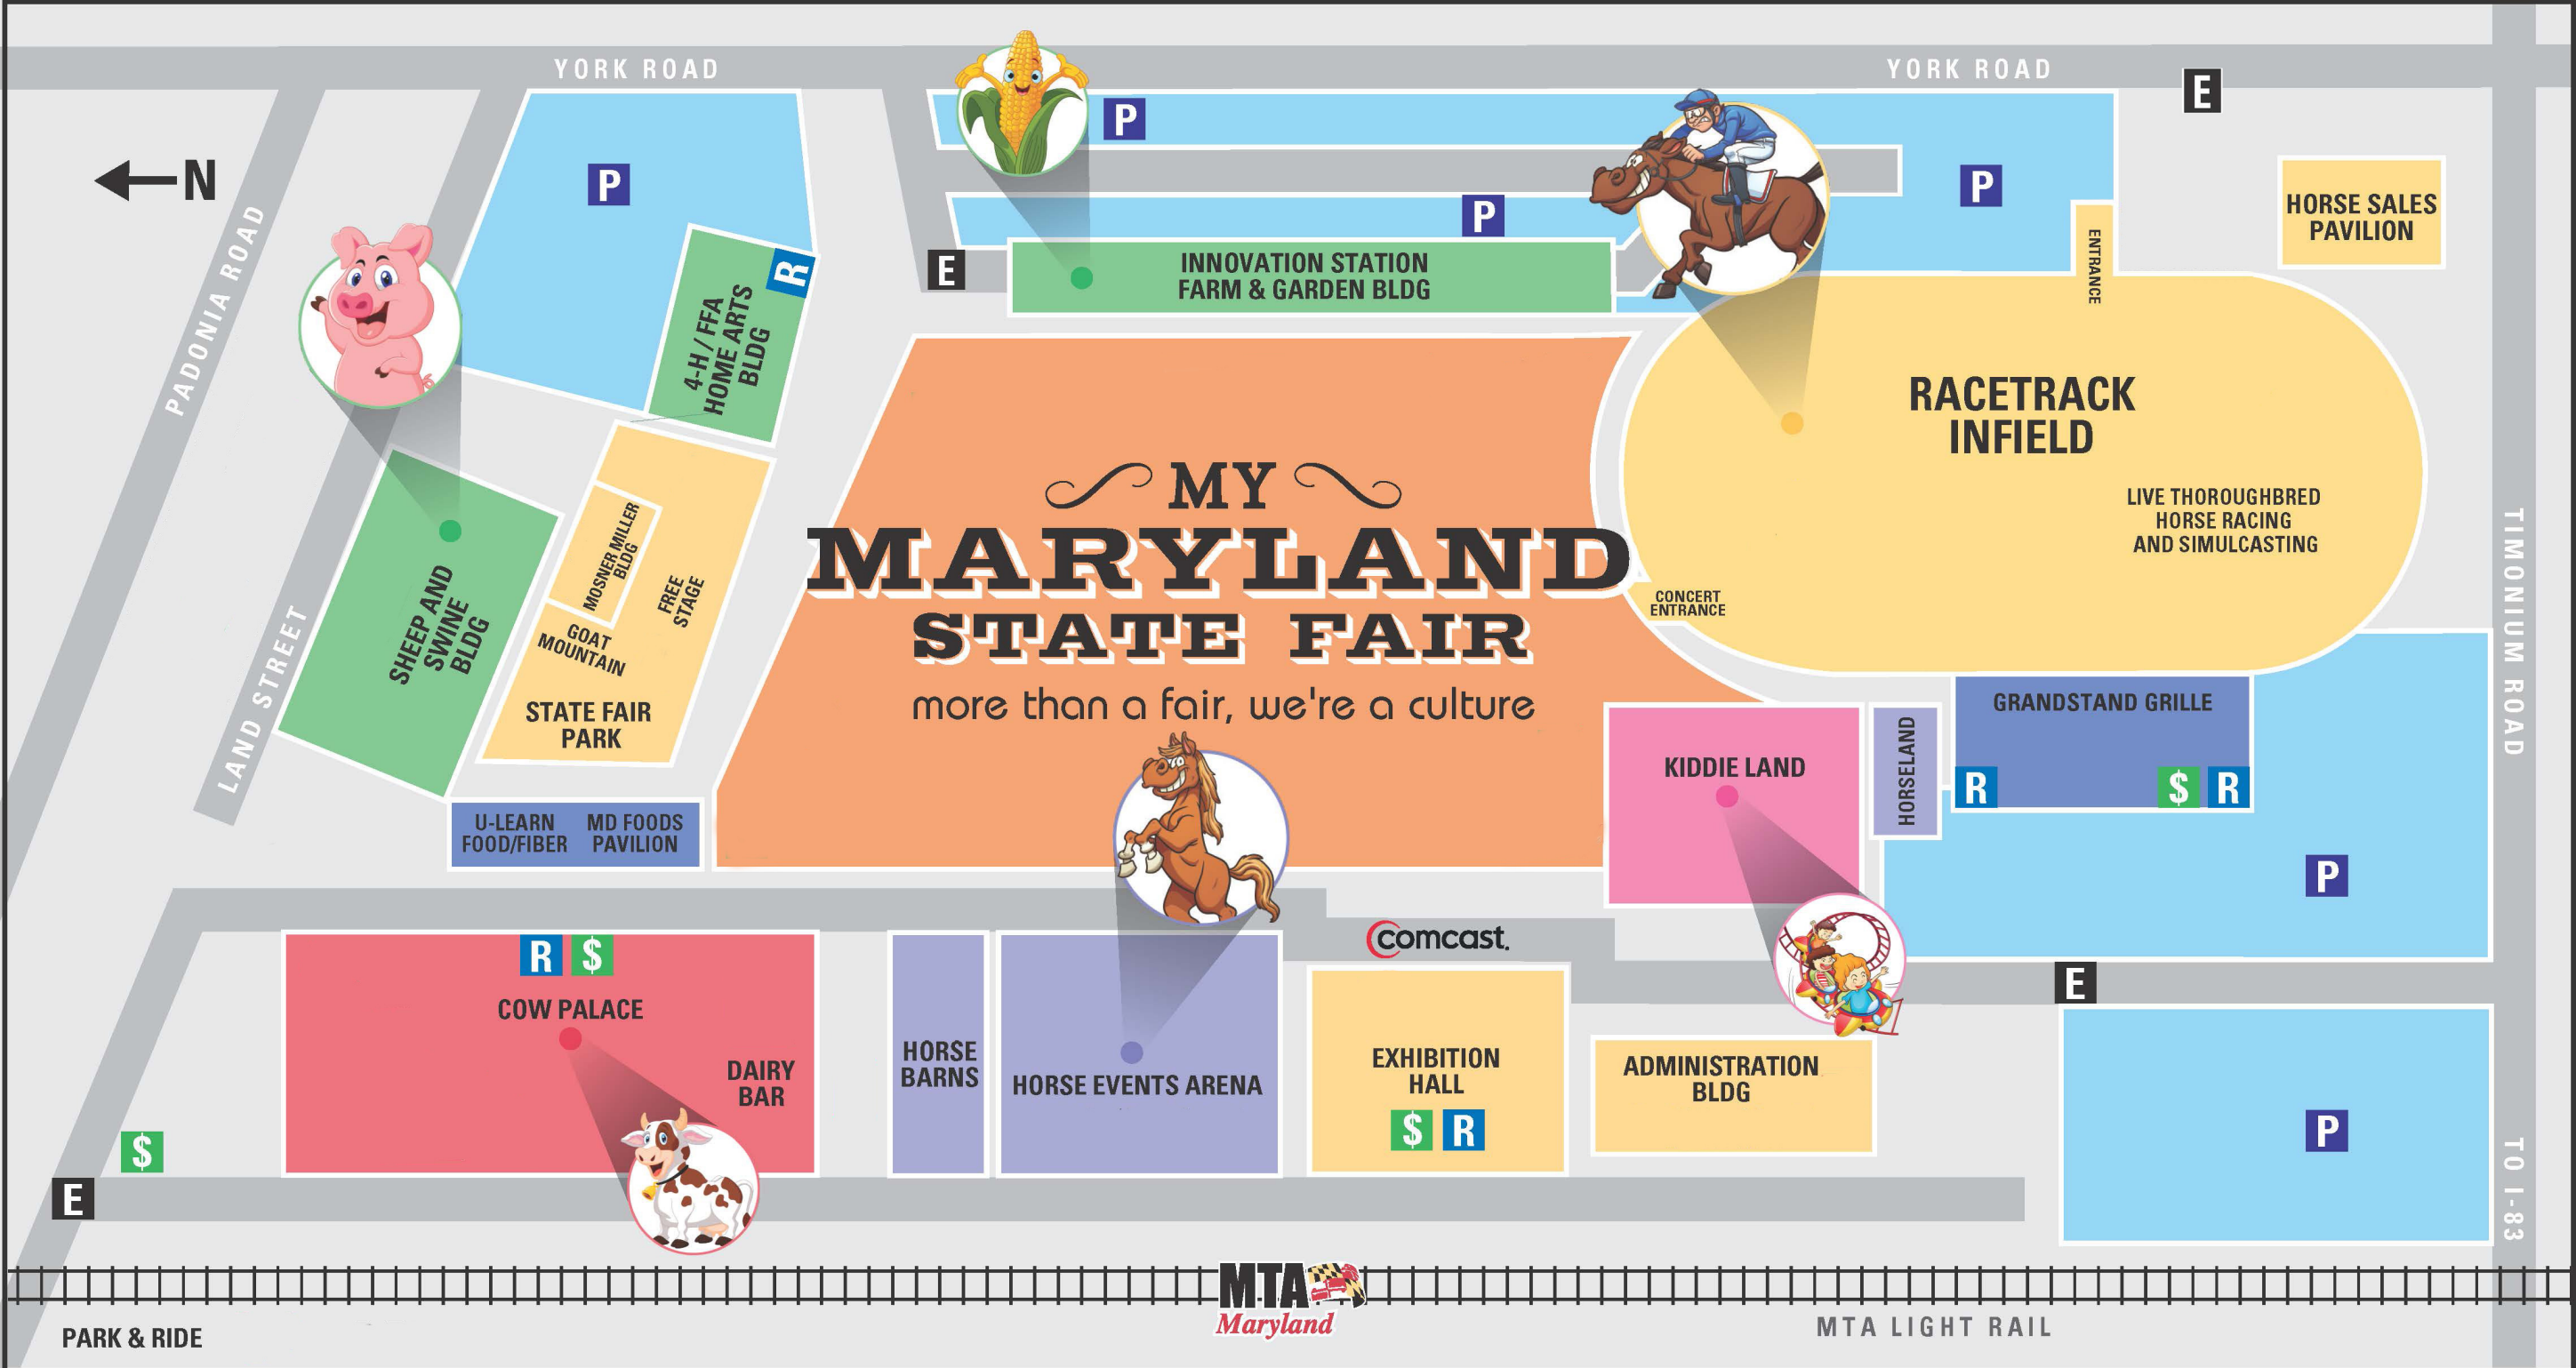 YORK ROAD
YORK ROAD
E
P
N
P
P
P
HORSE SALES
PAVILION
PADONIA ROAD
R
4-H / FFA
HOME ARTS
BLDG
E
INNOVATION STATION
FARM & GARDEN BLDG
ENTRANCE
RACETRACK
INFIELD
LIVE THOROUGHBRED
HORSE RACING
AND SIMULCASTING
CONCERT
ENTRANCE
TIMONIUM ROAD
MY
MARYLAND
STATE FAIR
more than a fair, we're a culture
MOSNER MILLER
BLDG
FREE
STAGE
GOAT
MOUNTAIN
STATE FAIR
PARK
SHEEP AND
SWINE
BLDG
LAND STREET
U-LEARN
FOOD/FIBER
MD FOODS
PAVILION
KIDDIE LAND
HORSELAND
GRANDSTAND GRILLE
R
$ R
P
R $
COW PALACE
DAIRY
BAR
HORSE
BARNS
HORSE EVENTS ARENA
comcast.
EXHIBITION
HALL
$ R
ADMINISTRATION
BLDG
E
P
TO I-83
$
E
PARK & RIDE
MTA
Maryland
MTA LIGHT RAIL